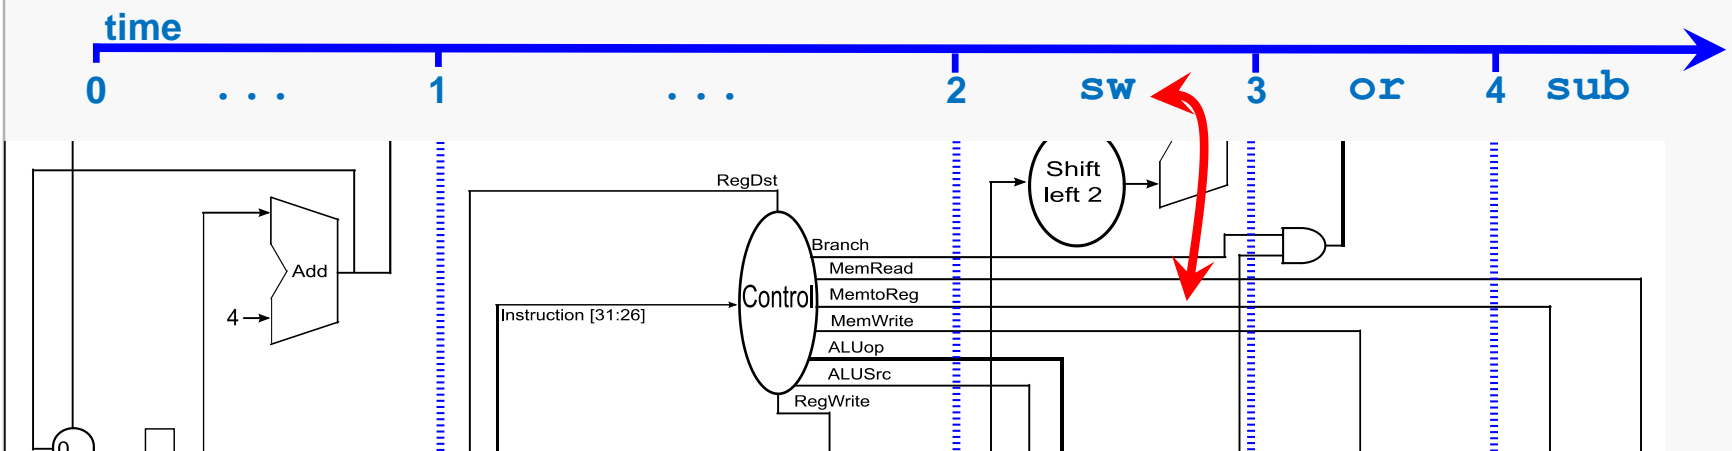 time
0 . . . 1 . . . 2 sw 3 or 4 sub
Shift
left 2
RegDst
Branch
MemRead
Add
Control
MemtoReg
4
Instruction [31:26]
MemWrite
ALUop
ALUSrc
RegWrite
0